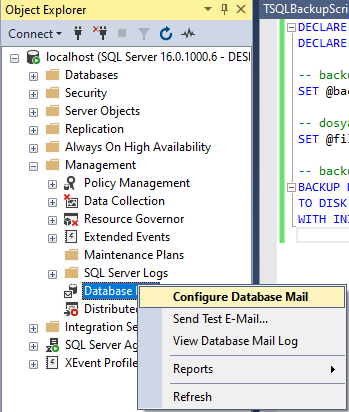 Object Explorer
Connect
localhost (SQL Server 16.0.1000.6 - DESI
Databases
Security
Server Objects
Replication
Always On High Availability
Management
Policy Management
Data Collection
Resource Governor
Extended Events
Maintenance Plans
SQL Server Logs
Database
Distributed
Integration Se
SQL Server Ag
XEvent Profile
Configure Database Mail
Send Test E-Mail...
View Database Mail Log
Reports
Refresh
TSQLBackupScri
DECLARE
DECLARE
-- backu
SET @bac
-- dosya
SET @fil
-- backu
BACKUP
TO DISK
WITH INI